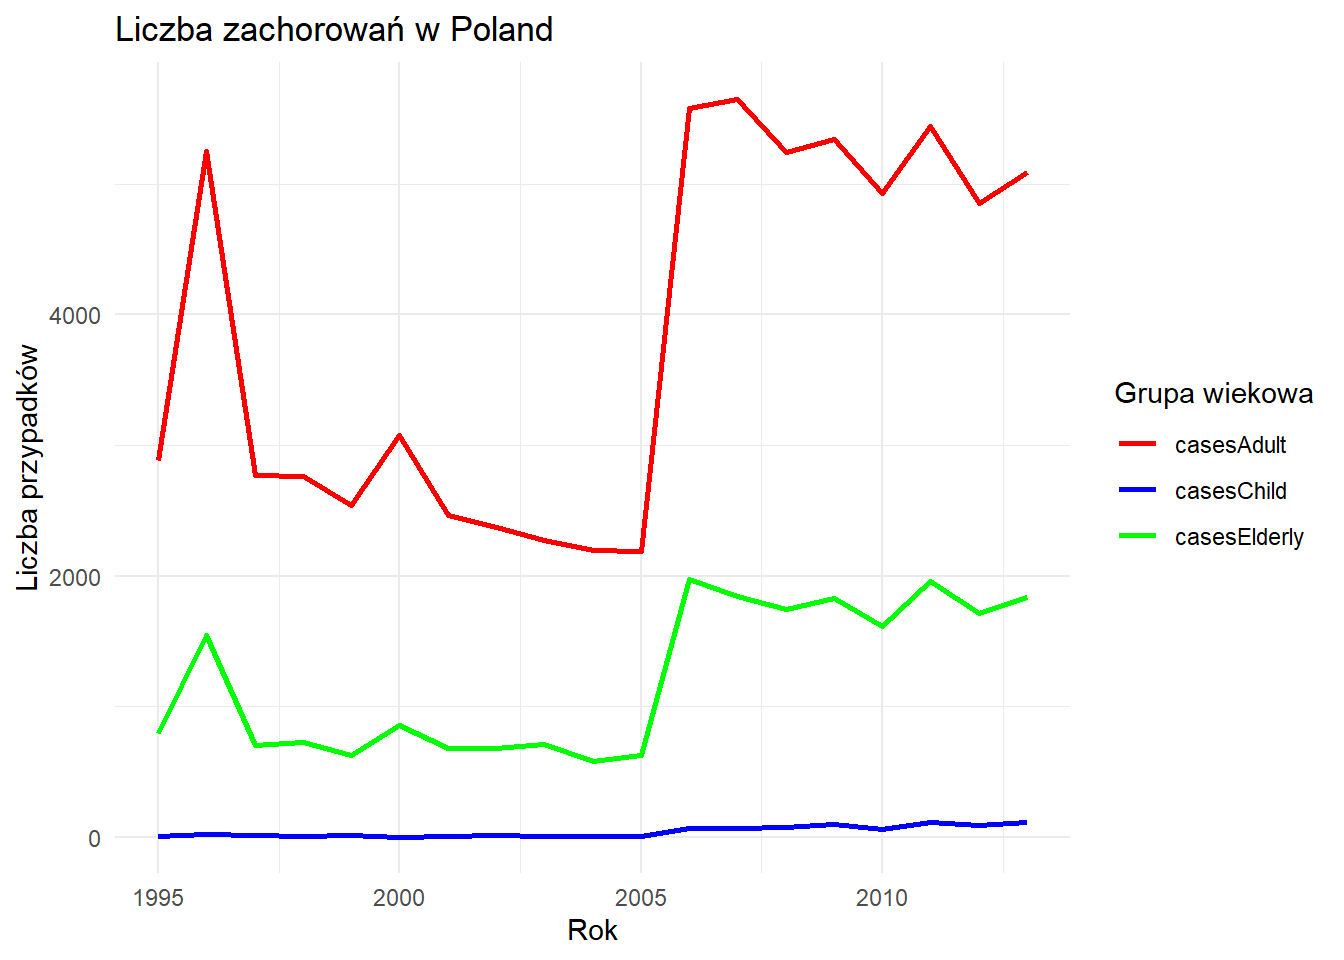 Liczba zachorowań w Poland
Liczba przypadków
4000
2000
0
1995
2000
2005
2010
Rok
Grupa wiekowa
casesAdult
casesChild
casesElderly